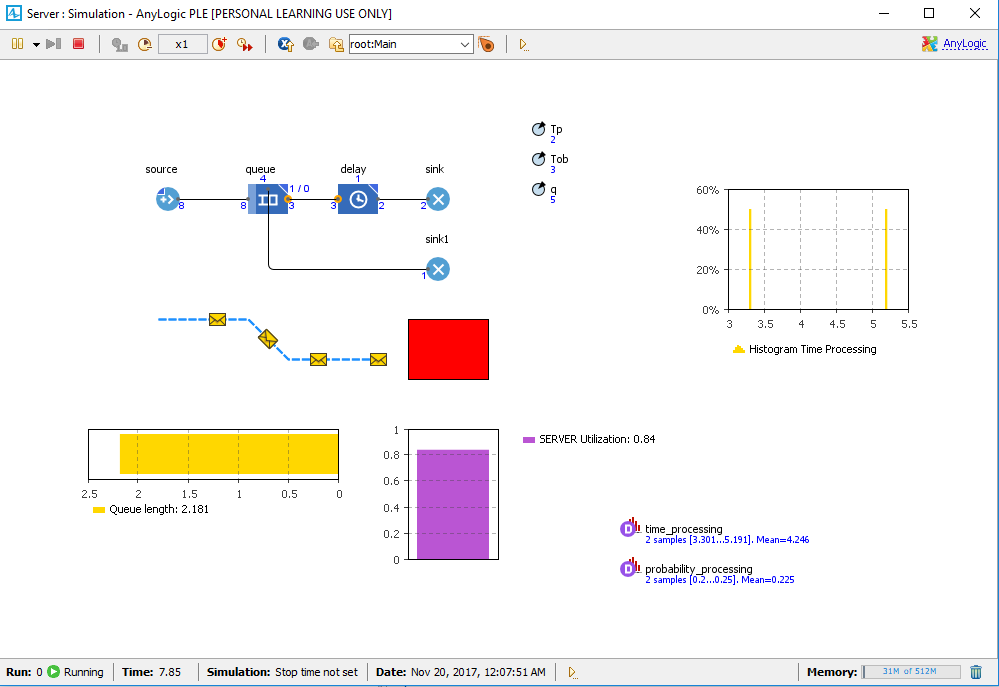 Server : Simulation - AnyLogic PLE [PERSONAL LEARNING USE ONLY]
x1
root:Main
AnyLogic
Tp
2
Tob
3
q
5
source
queue
delay
sink
4
1
1 / 0
8
8
3
3
2
2
sink1
1
60%
40%
20%
0%
3
3.5
4
4.5
5
5.5
Histogram Time Processing
2.5
2
1.5
1
0.5
0
Queue length: 2.181
1
0.8
0.6
0.4
0.2
0
SERVER Utilization: 0.84
time_processing
2 samples [3.301...5.191]. Mean=4.246
probability_processing
2 samples [0.2...0.25]. Mean=0.225
Run: 0 Running Time: 7.85 Simulation: Stop time not set Date: Nov 20, 2017, 12:07:51 AM Memory: 31M of 512M